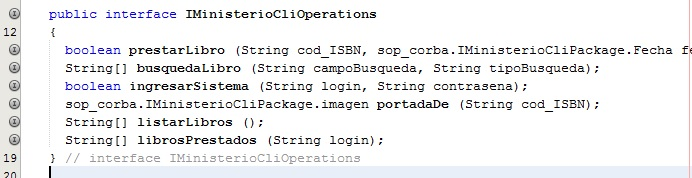 public interface IMinisterioCliOperations
12 {
boolean prestarLibro (String cod_ISBN, sop_corba.IMinisterioCliPackage.Fecha fe
String[] busquedaLibro (String campoBusqueda, String tipoBusqueda);
boolean ingresarSistema (String login, String contrasena);
sop_corba.IMinisterioCliPackage.imagen portadaDe (String cod_ISBN);
String[] listarLibros ();
String[] librosPrestados (String login);
19 } // interface IMinisterioCliOperations
20